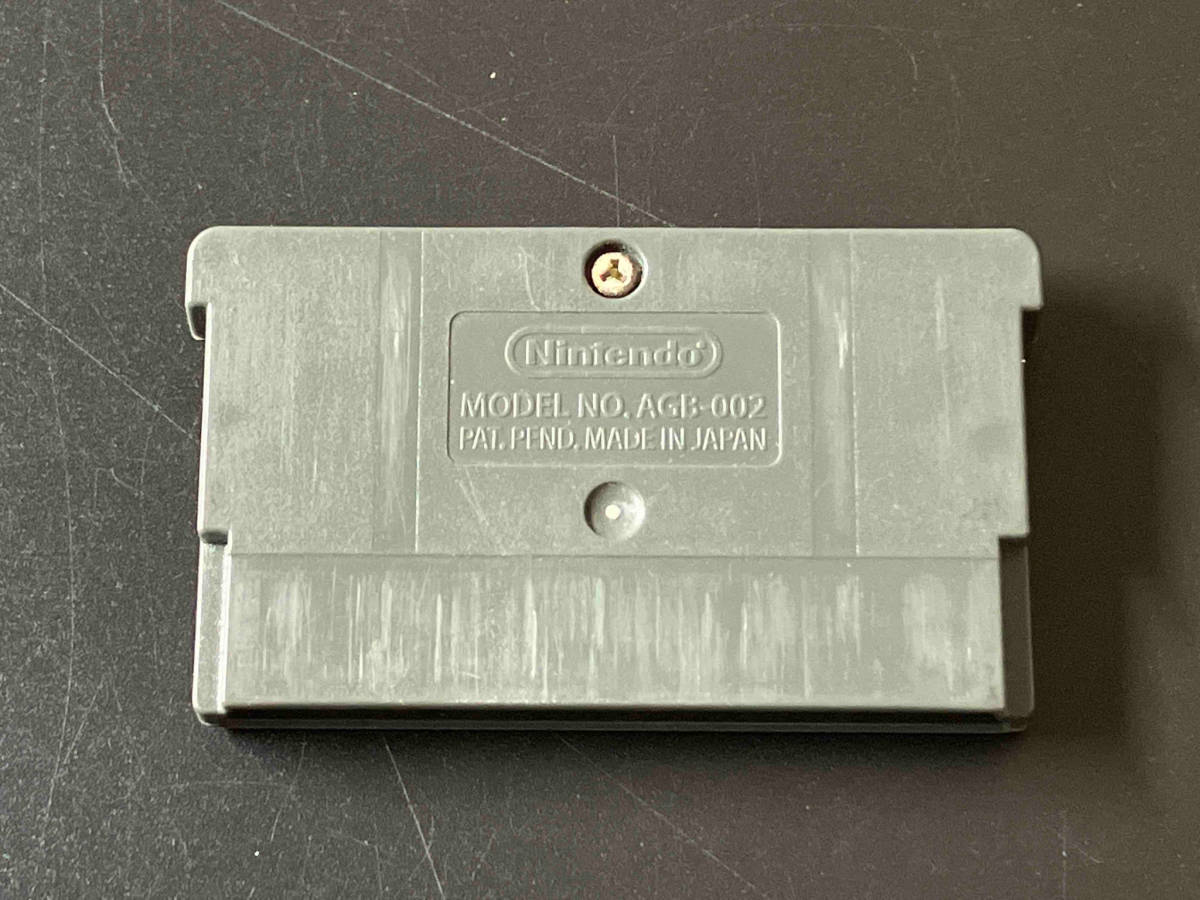 Nintendo
MODEL NO. AGB-002
PAT. PEND. MADE IN JAPAN